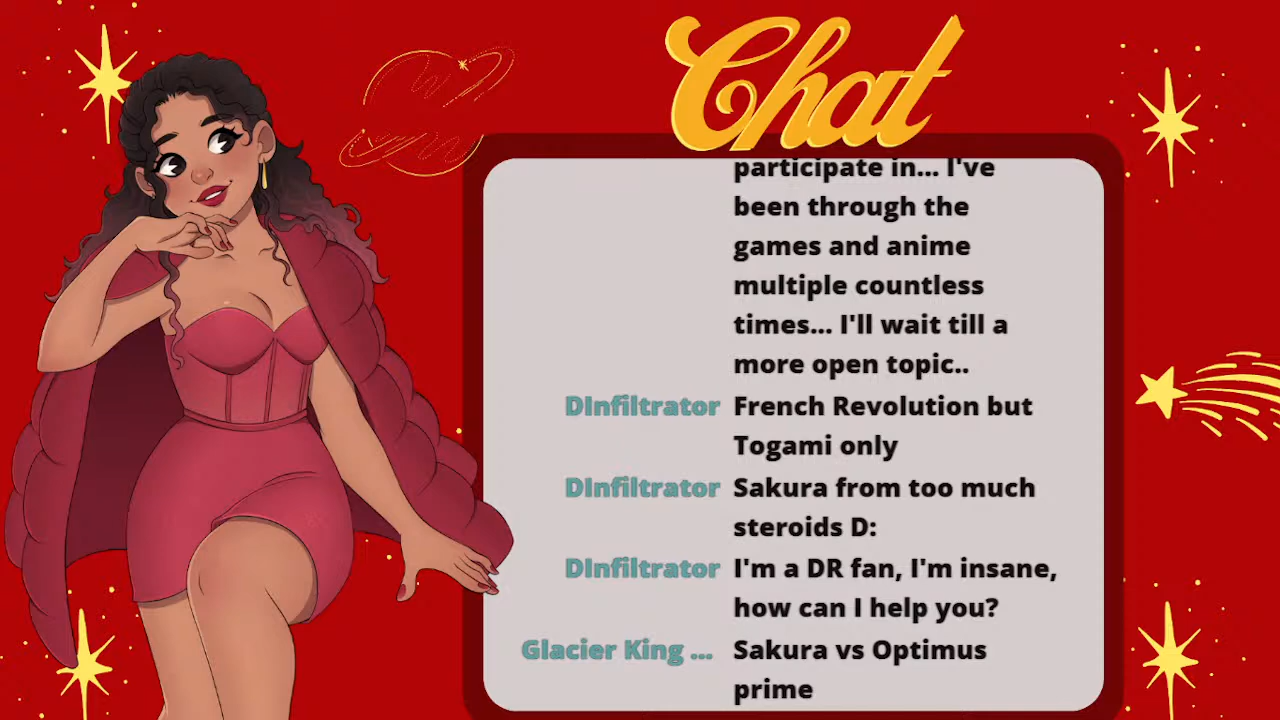 Chat
participate in... I've
been through the
games and anime
multiple countless
times... I'll wait till a
more open topic..
DInfiltrator French Revolution but
Togami only
DInfiltrator Sakura from too much
steroids D:
DInfiltrator I'm a DR fan, I'm insane,
how can I help you?
Glacier King ... Sakura vs Optimus
prime